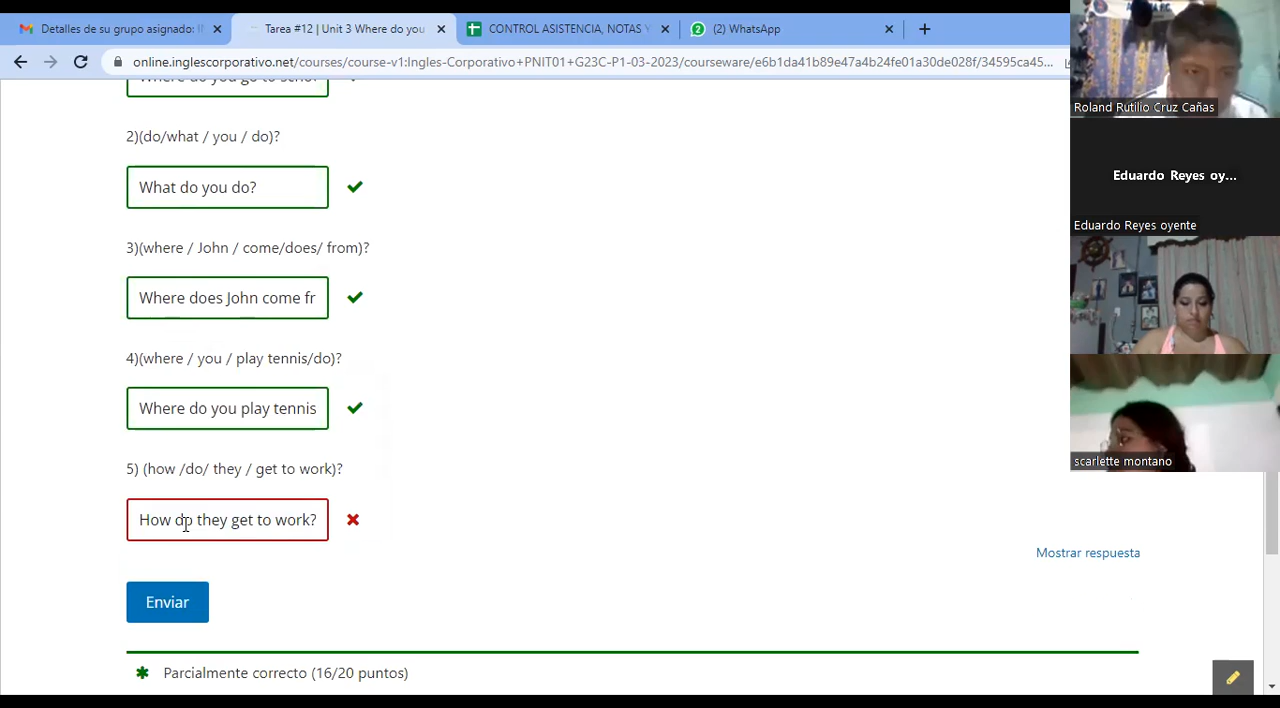 Detalles de su grupo asignado: I
Tarea #12 | Unit 3 Where do you
CONTROL ASISTENCIA, NOTAS Y
(2) WhatsApp
online.inglescorporativo.net/courses/course-v1:Ingles-Corporativo+PNIT01+G23C-P1-03-2023/courseware/e6b1da41b89e47a4b24fe01a30de028f/34595ca45...
2)(do/what / you / do)?
What do you do?
3)(where / John / come/does/ from)?
Where does John come fr
4)(where / you / play tennis/do)?
Where do you play tennis
5) (how /do/ they / get to work)?
How do they get to work?
Mostrar respuesta
Enviar
Parcialmente correcto (16/20 puntos)
Roland Rutilio Cruz Cañas
Eduardo Reyes oy...
Eduardo Reyes oyente
scarlette montano